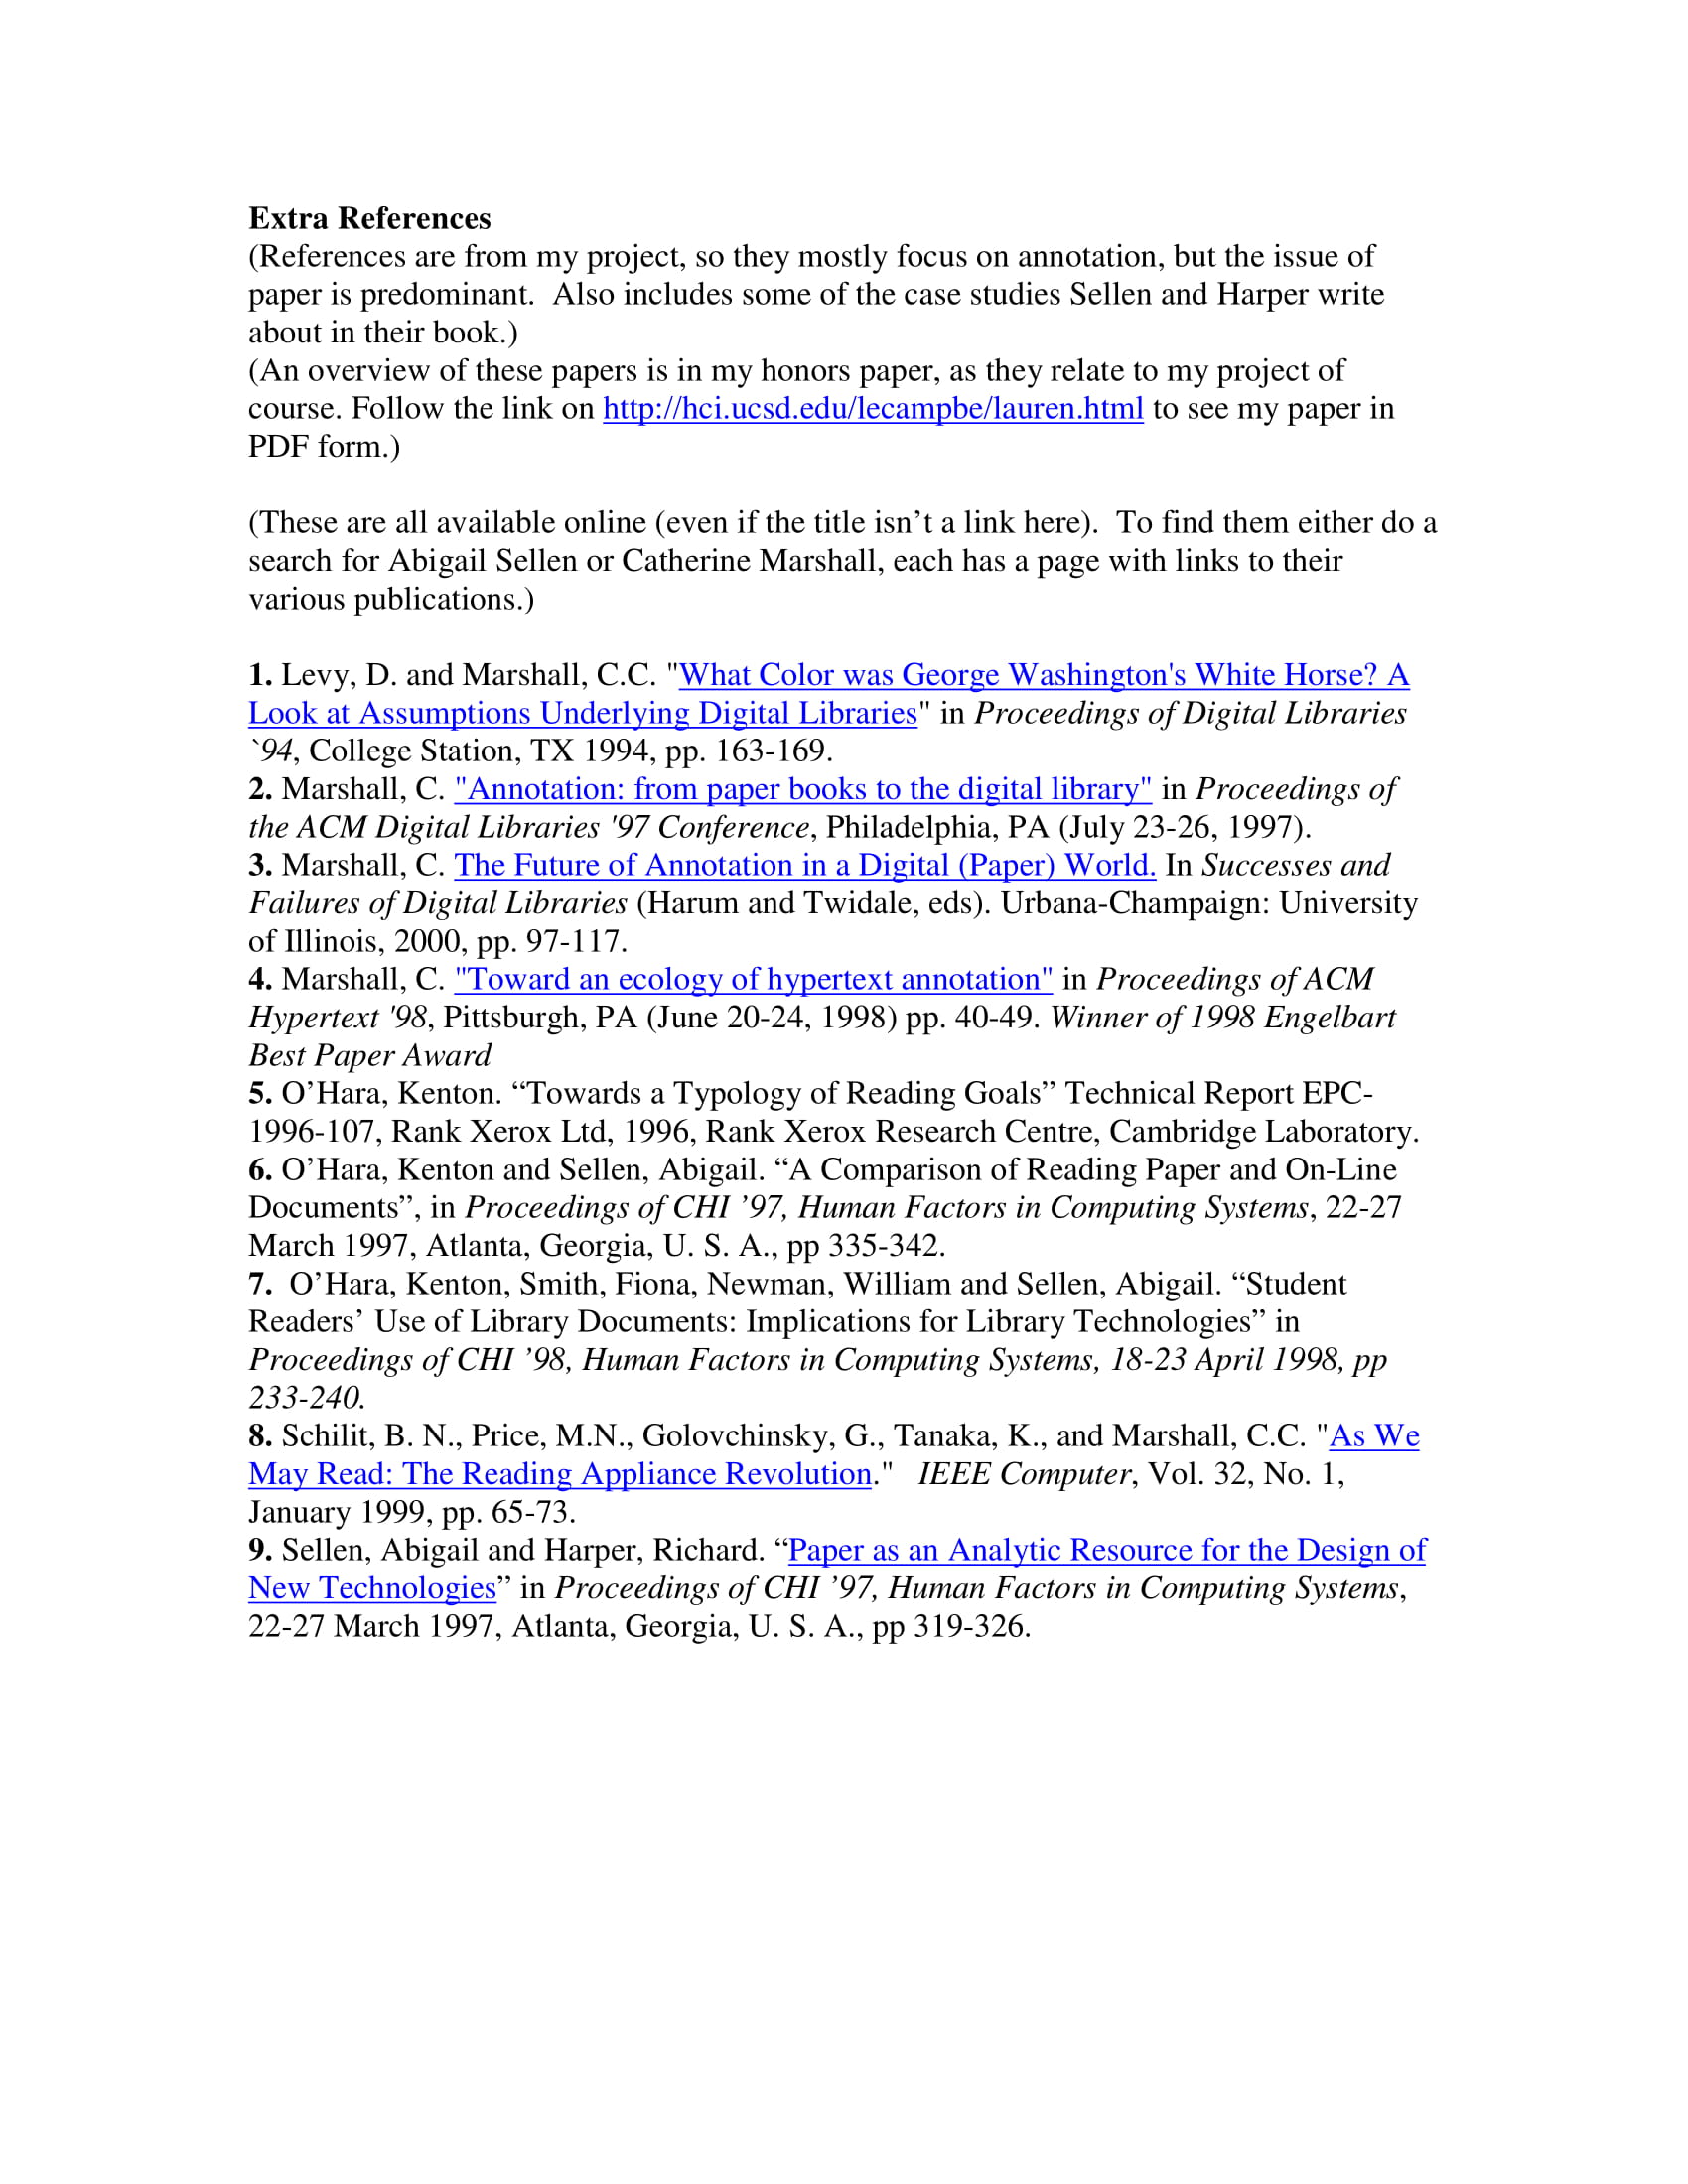 Extra References
(References are from my project, so they mostly focus on annotation, but the issue of
paper is predominant.  Also includes some of the case studies Sellen and Harper write
about in their book.)
(An overview of these papers is in my honors paper, as they relate to my project of
course. Follow the link on http://hci.ucsd.edu/lecampbe/lauren.html to see my paper in
PDF form.)

(These are all available online (even if the title isn’t a link here).  To find them either do a
search for Abigail Sellen or Catherine Marshall, each has a page with links to their
various publications.)

1. Levy, D. and Marshall, C.C. "What Color was George Washington's White Horse? A
Look at Assumptions Underlying Digital Libraries" in Proceedings of Digital Libraries
`94, College Station, TX 1994, pp. 163-169.
2. Marshall, C. "Annotation: from paper books to the digital library" in Proceedings of
the ACM Digital Libraries '97 Conference, Philadelphia, PA (July 23-26, 1997).
3. Marshall, C. The Future of Annotation in a Digital (Paper) World. In Successes and
Failures of Digital Libraries (Harum and Twidale, eds). Urbana-Champaign: University
of Illinois, 2000, pp. 97-117.
4. Marshall, C. "Toward an ecology of hypertext annotation" in Proceedings of ACM
Hypertext '98, Pittsburgh, PA (June 20-24, 1998) pp. 40-49. Winner of 1998 Engelbart
Best Paper Award
5. O’Hara, Kenton. “Towards a Typology of Reading Goals” Technical Report EPC-
1996-107, Rank Xerox Ltd, 1996, Rank Xerox Research Centre, Cambridge Laboratory.
6. O’Hara, Kenton and Sellen, Abigail. “A Comparison of Reading Paper and On-Line
Documents”, in Proceedings of CHI ’97, Human Factors in Computing Systems, 22-27
March 1997, Atlanta, Georgia, U. S. A., pp 335-342.
7.  O’Hara, Kenton, Smith, Fiona, Newman, William and Sellen, Abigail. “Student
Readers’ Use of Library Documents: Implications for Library Technologies” in
Proceedings of CHI ’98, Human Factors in Computing Systems, 18-23 April 1998, pp
233-240.
8. Schilit, B. N., Price, M.N., Golovchinsky, G., Tanaka, K., and Marshall, C.C. "As We
May Read: The Reading Appliance Revolution."   IEEE Computer, Vol. 32, No. 1,
January 1999, pp. 65-73.
9. Sellen, Abigail and Harper, Richard. “Paper as an Analytic Resource for the Design of
New Technologies” in Proceedings of CHI ’97, Human Factors in Computing Systems,
22-27 March 1997, Atlanta, Georgia, U. S. A., pp 319-326.